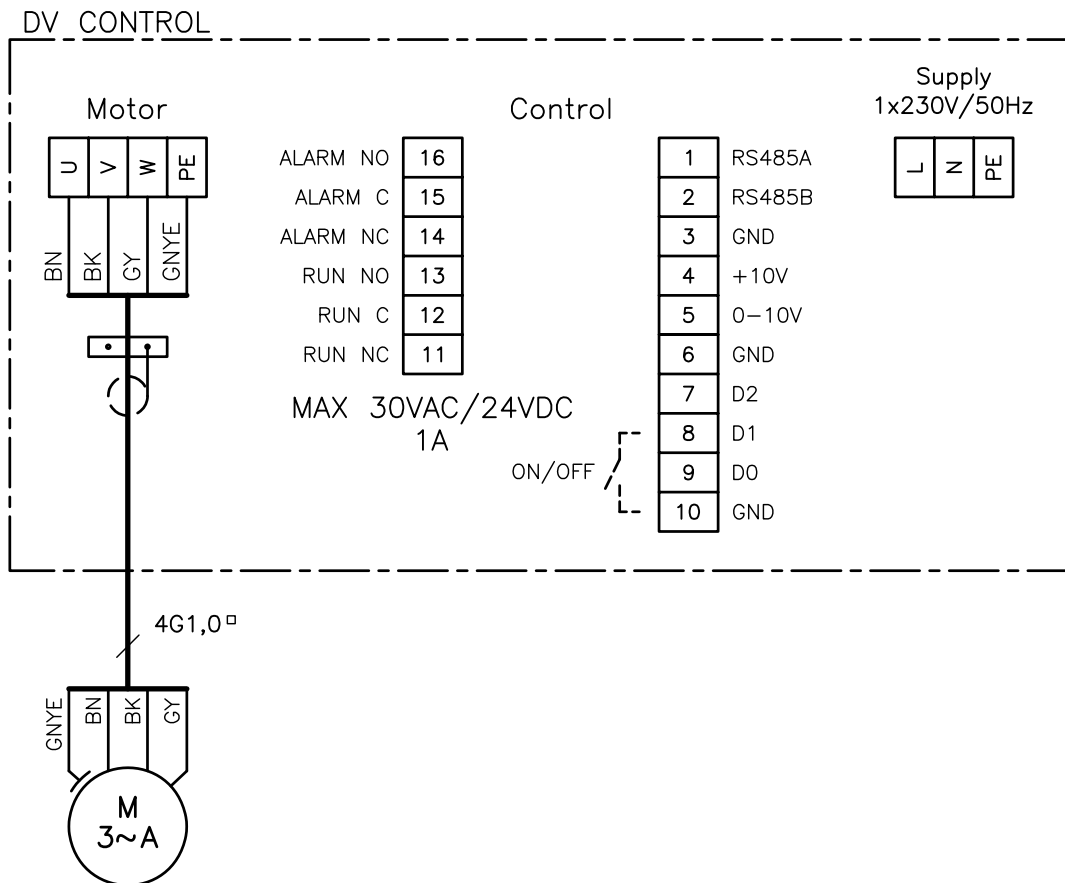 DV CONTROL
Motor
Control
Supply
1x230V/50Hz
U V W PE
L N PE
BN BK GY GNYE
ALARM NO 16
ALARM C 15
ALARM NC 14
RUN NO 13
RUN C 12
RUN NC 11
MAX 30VAC/24VDC
1A
1 RS485A
2 RS485B
3 GND
4 +10V
5 0-10V
6 GND
7 D2
8 D1
9 D0
10 GND
ON/OFF
4G1,0▫
GNYE BN BK GY
M
3~A